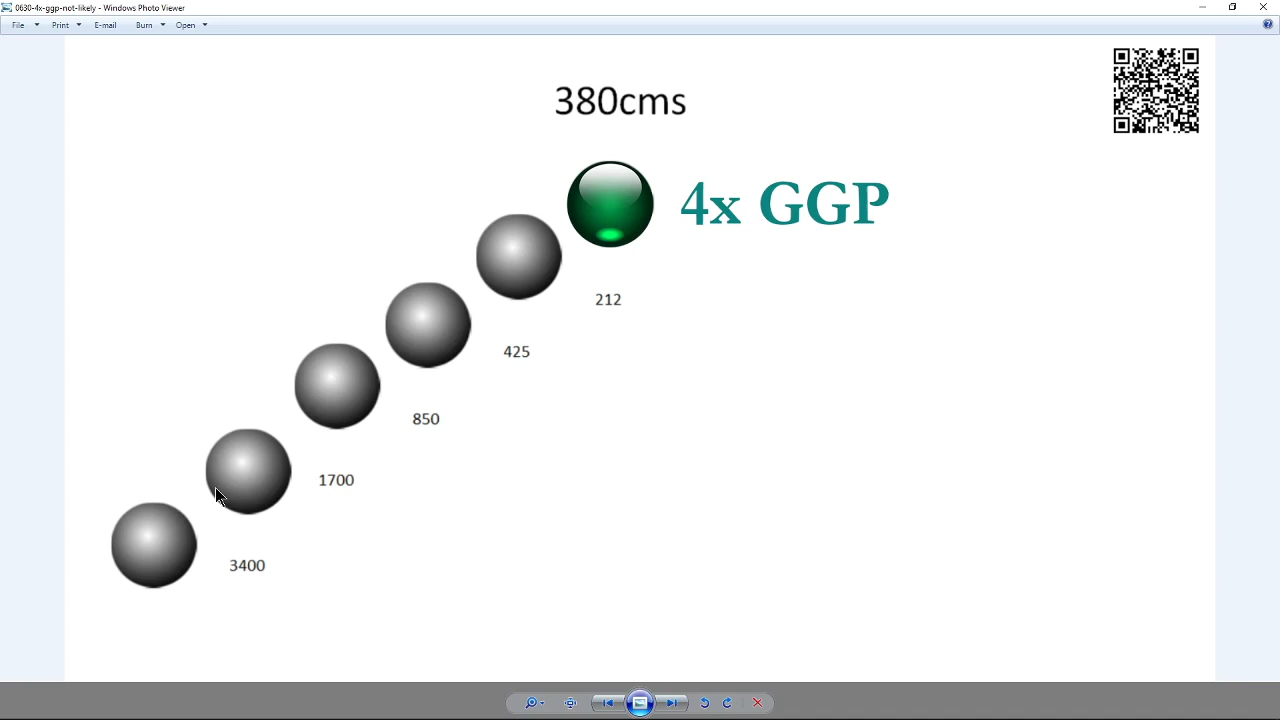 0630-4x-ggp-not-likely - Windows Photo Viewer
File Print E-mail Burn Open
380cms
4x GGP
212
425
850
1700
3400